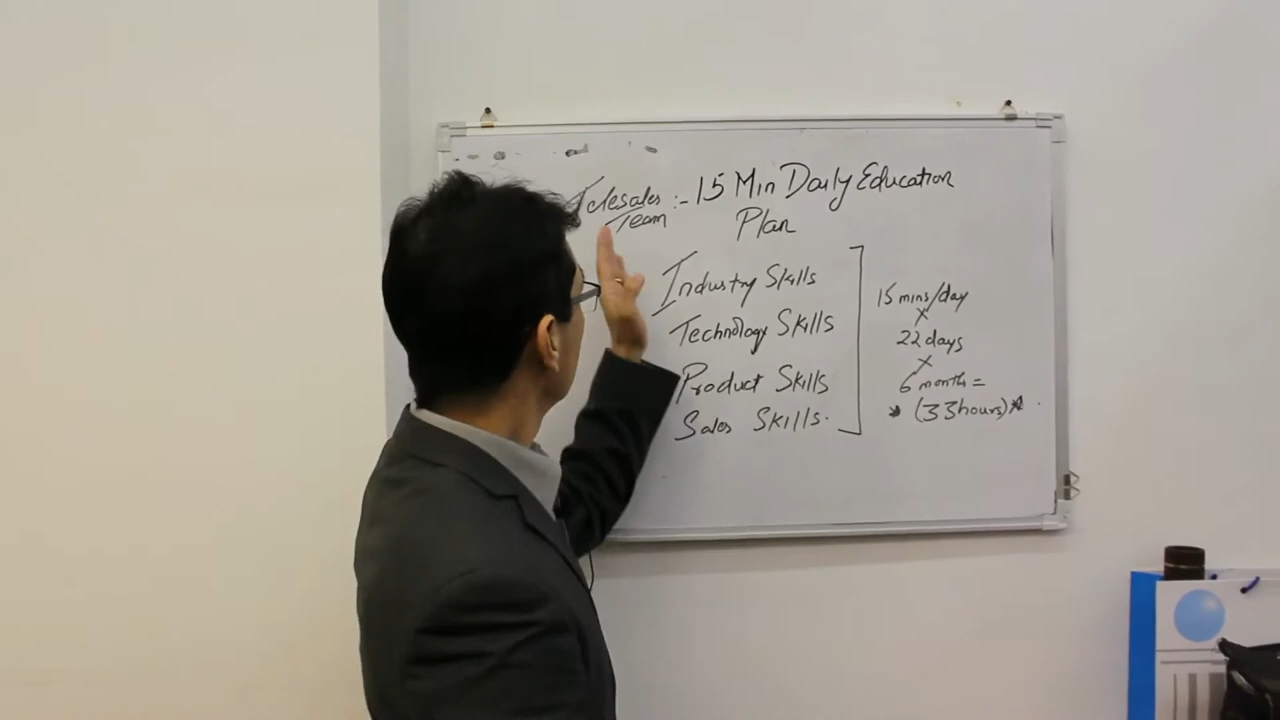 Telesales :- 15 Min Daily Education
Team Plan
Industry Skills
Technology Skills
Product Skills
Sales Skills.
15 mins/day
×
22 days
×
6 month =
* (33 hours) *